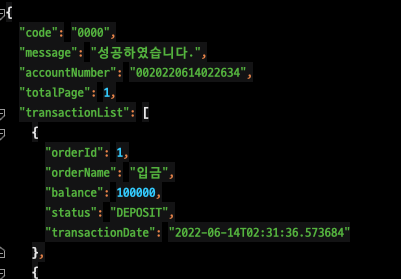 {
"code": "0000",
"message": "성공하였습니다.",
"accountNumber": "0020220614022634",
"totalPage": 1,
"transactionList": [
{
"orderId": 1,
"orderName": "입금",
"balance": 100000,
"status": "DEPOSIT",
"transactionDate": "2022-06-14T02:31:36.573684"
},
{